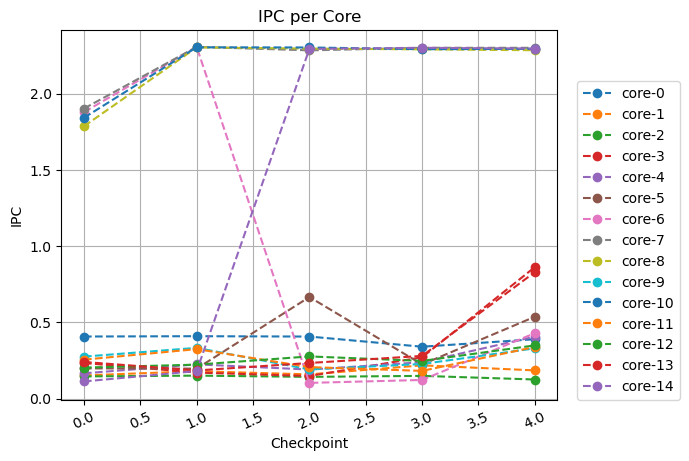 IPC per Core
IPC
2.0
1.5
1.0
0.5
0.0
0.0
0.5
1.0
1.5
2.0
2.5
3.0
3.5
4.0
Checkpoint
core-0
core-1
core-2
core-3
core-4
core-5
core-6
core-7
core-8
core-9
core-10
core-11
core-12
core-13
core-14